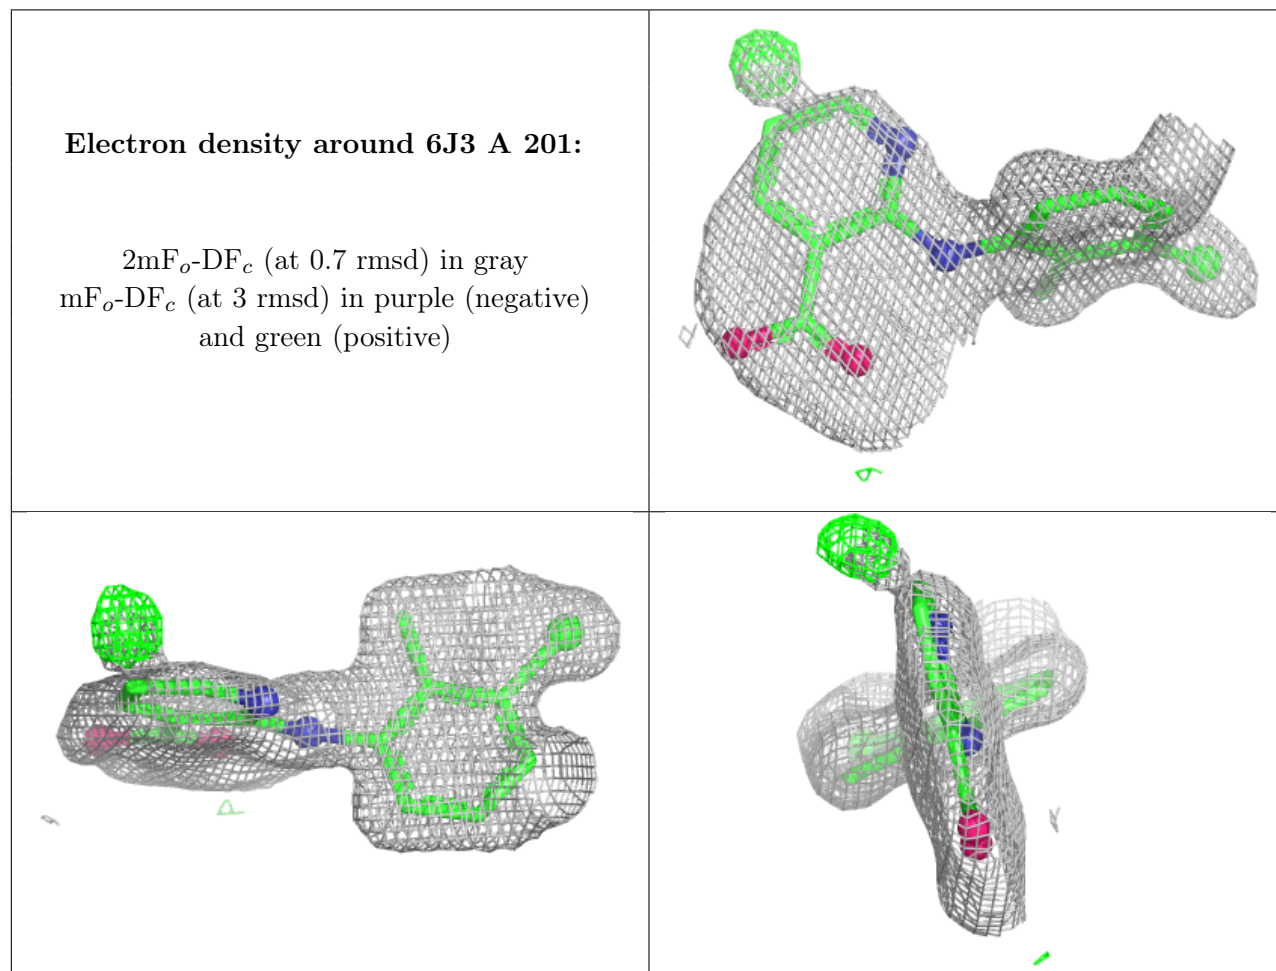 Electron density around 6J3 A 201:
2mFo-DFc (at 0.7 rmsd) in gray
mFo-DFc (at 3 rmsd) in purple (negative)
and green (positive)